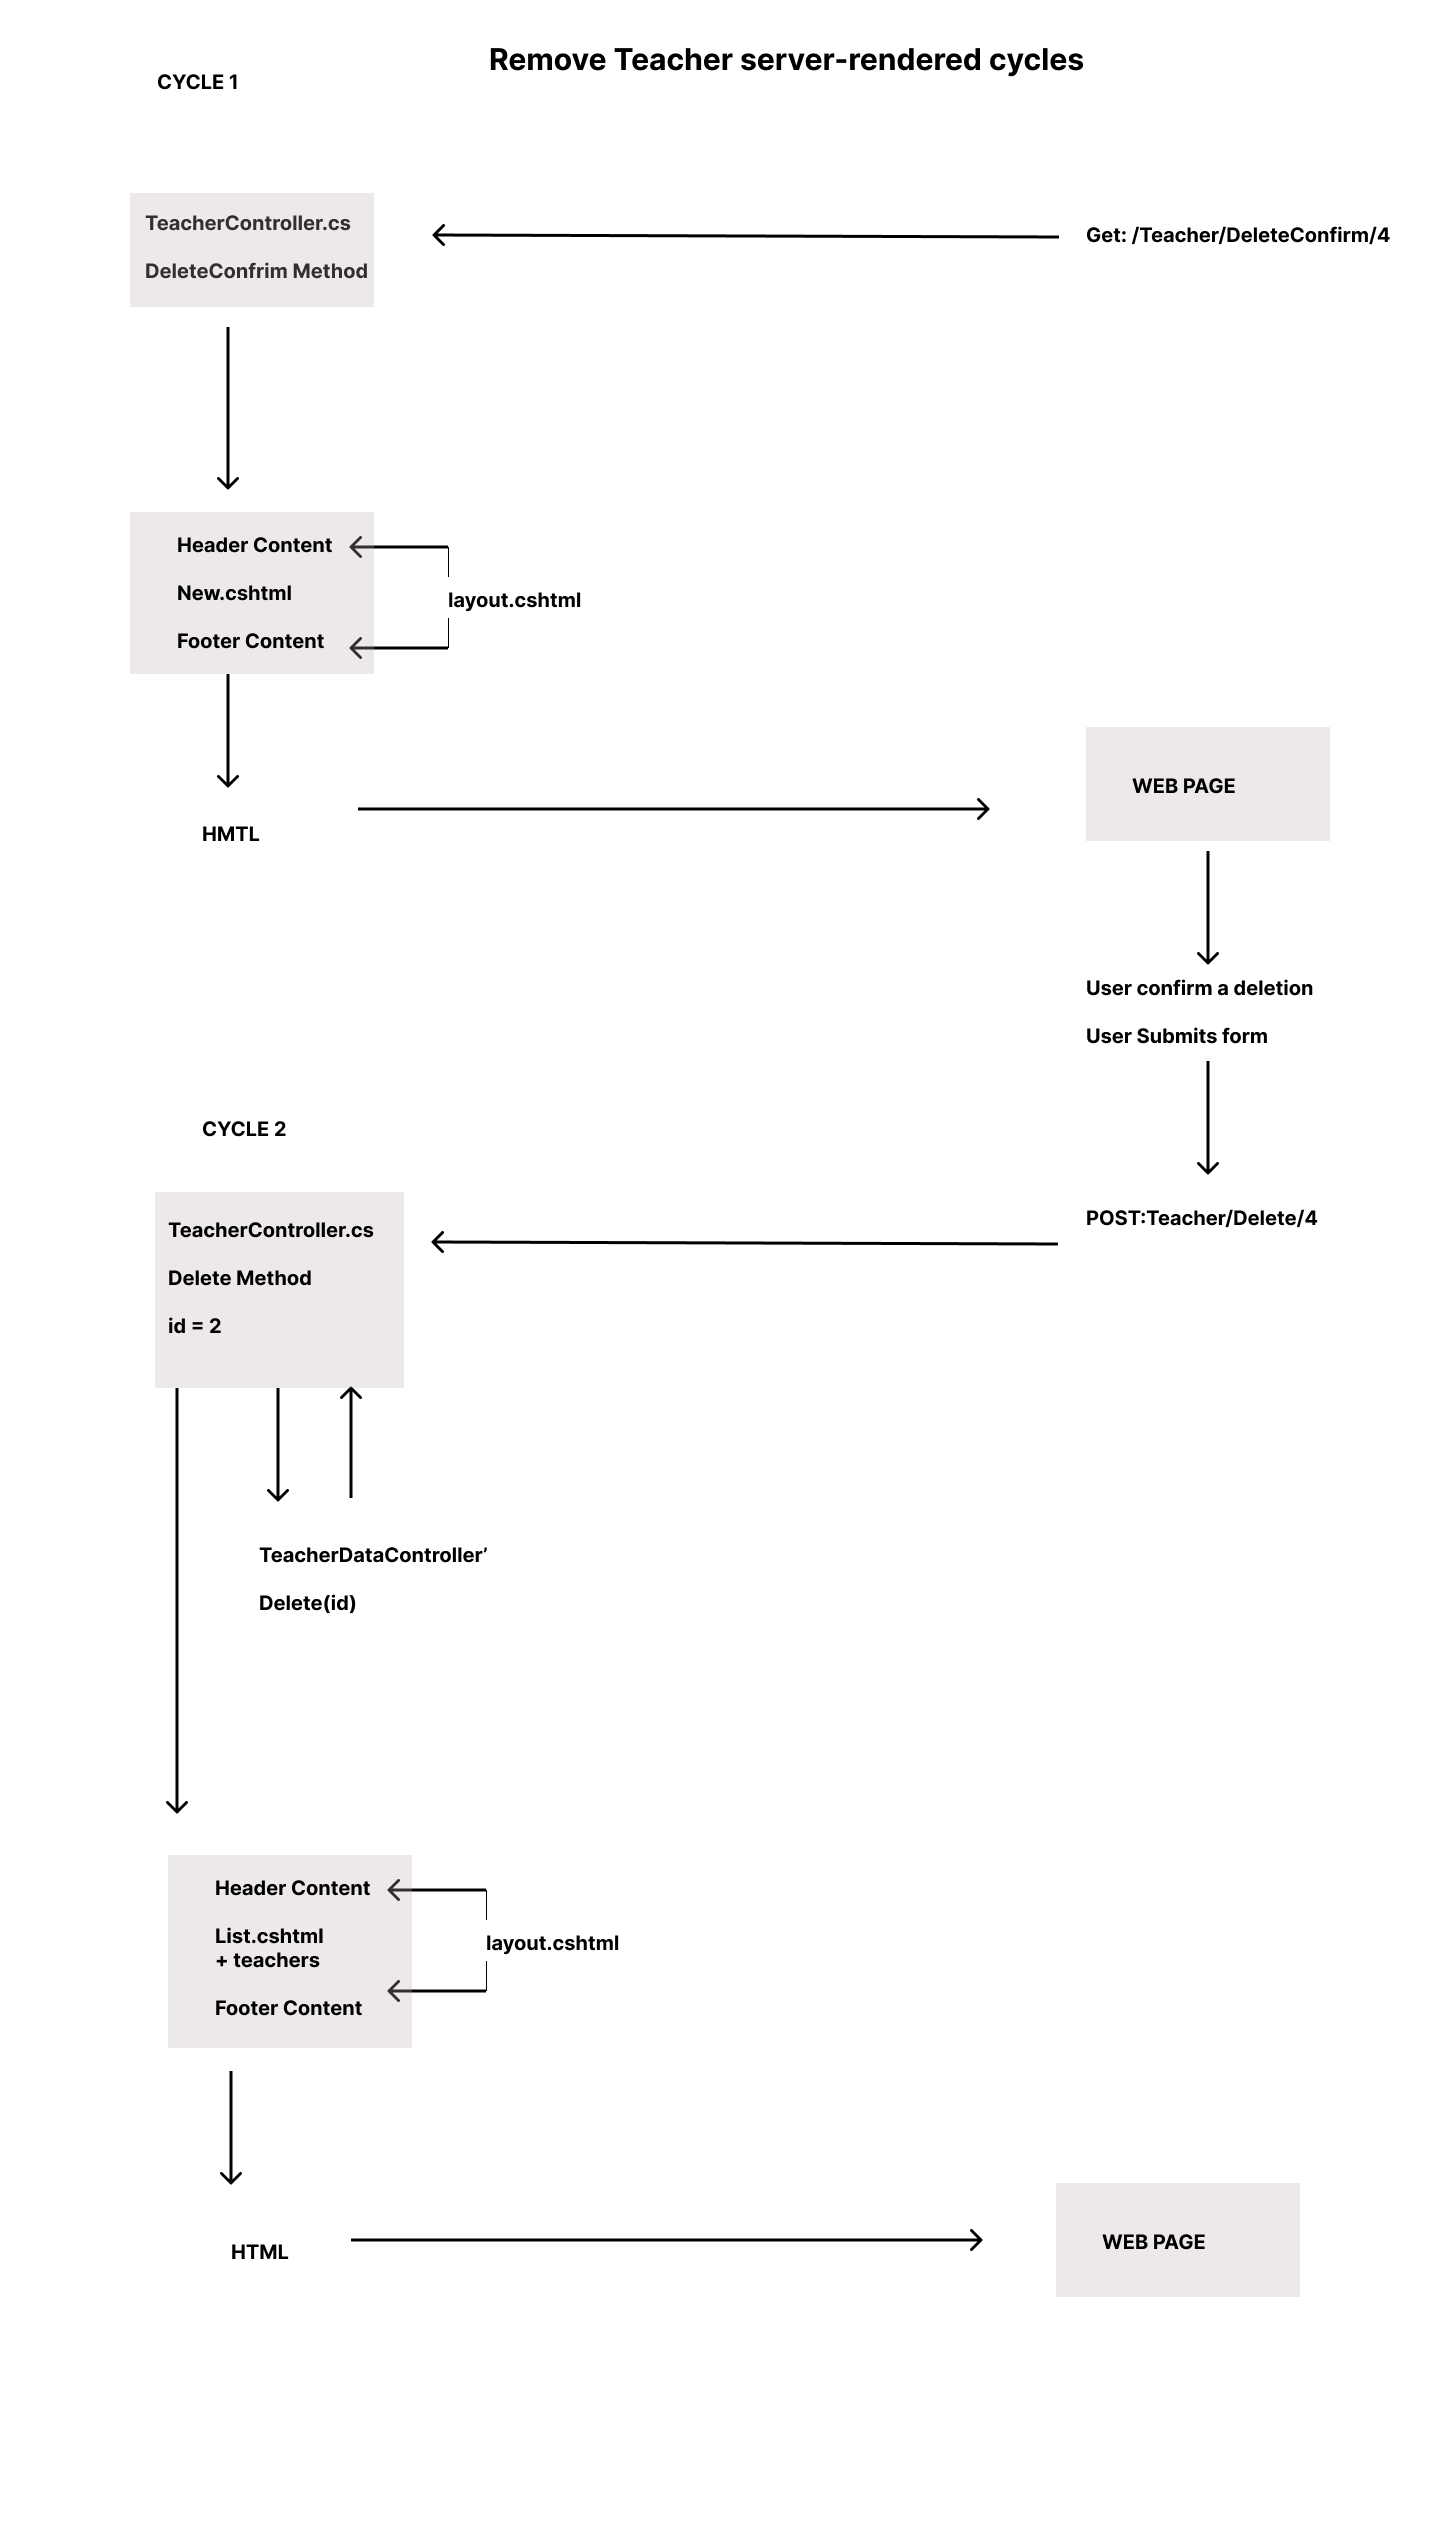 Remove Teacher server-rendered cycles
CYCLE 1
TeacherController.cs
DeleteConfrim Method
Get: /Teacher/DeleteConfirm/4
Header Content
New.cshtml
Footer Content
layout.cshtml
HMTL
WEB PAGE
User confirm a deletion
User Submits form
CYCLE 2
POST:Teacher/Delete/4
TeacherController.cs
Delete Method
id = 2
TeacherDataController’
Delete(id)
Header Content
List.cshtml
+ teachers
Footer Content
layout.cshtml
HTML
WEB PAGE